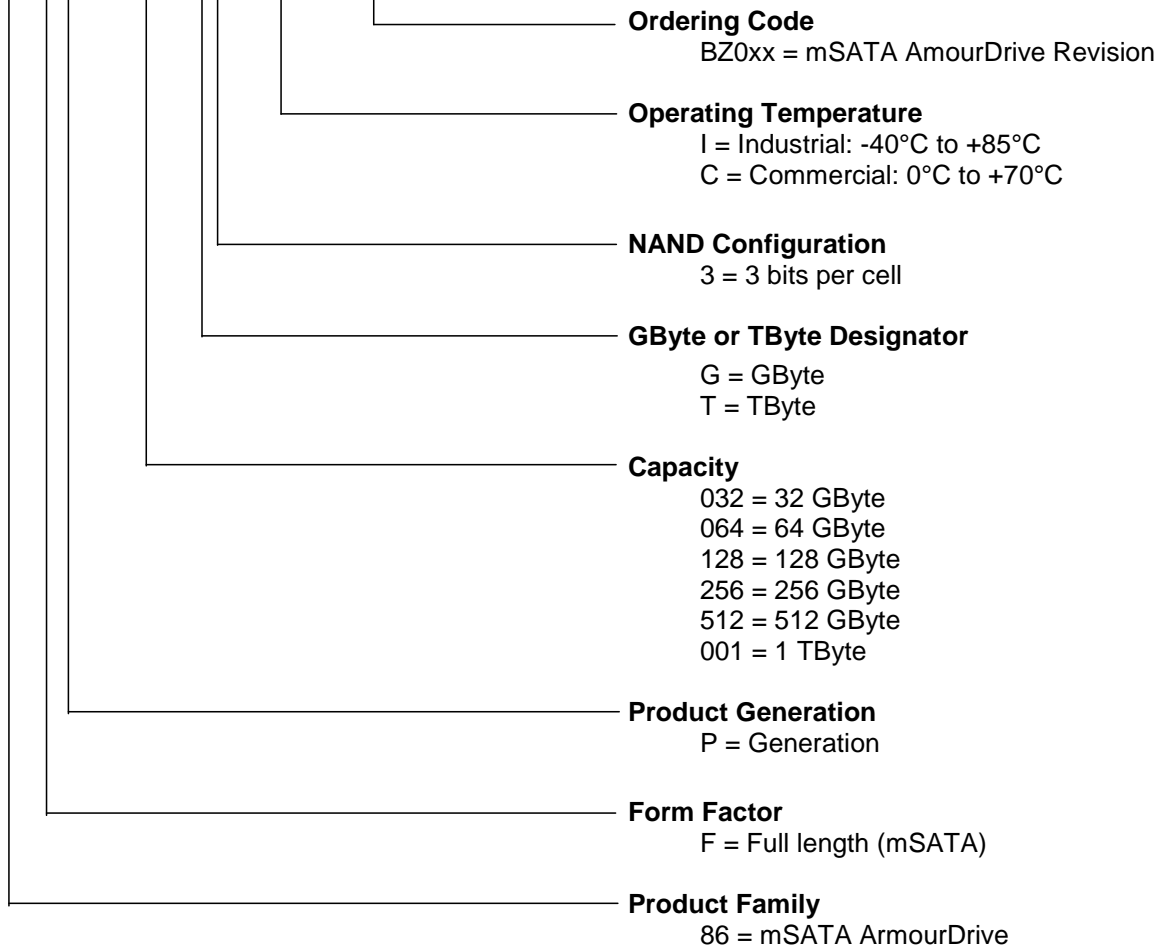 Ordering Code
BZ0xx = mSATA AmourDrive Revision
Operating Temperature
I = Industrial: -40°C to +85°C
C = Commercial: 0°C to +70°C
NAND Configuration
3 = 3 bits per cell
GByte or TByte Designator
G = GByte
T = TByte
Capacity
032 = 32 GByte
064 = 64 GByte
128 = 128 GByte
256 = 256 GByte
512 = 512 GByte
001 = 1 TByte
Product Generation
P = Generation
Form Factor
F = Full length (mSATA)
Product Family
86 = mSATA ArmourDrive